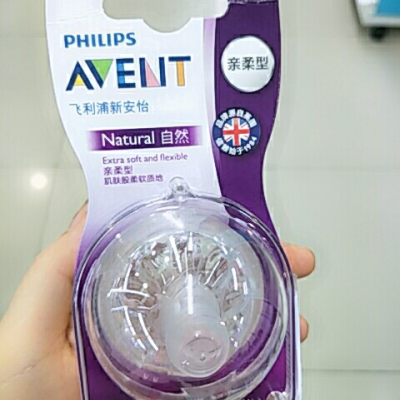 PHILIPS
AVENT
亲柔型
飞利浦新安怡
Natural 自然
Extra soft and flexible
亲柔型
肌肤般柔软质地